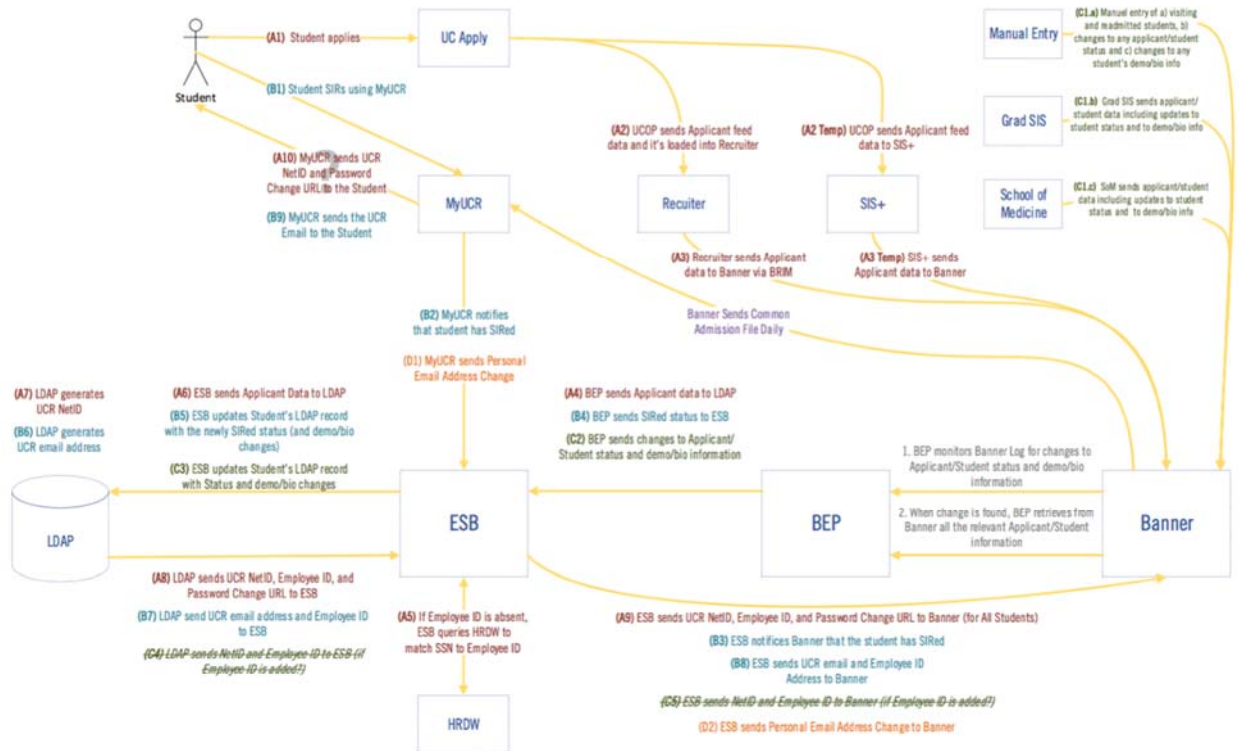 (A1) Student applies
UC Apply
Student
(B1) Student SIRs using MyUCR
(A10) MyUCR sends UCR
NetID and Password
Change URL to the Student
?
(B9) MyUCR sends the UCR
Email to the Student
MyUCR
(A2) UCOP sends Applicant feed
data and it's loaded into Recruiter
Recuiter
(A2 Temp) UCOP sends Applicant feed
data to SIS+
SIS+
(A3) Recruiter sends Applicant
data to Banner via BRIM
(A3 Temp) SIS+ sends
Applicant data to Banner
Manual Entry
(C1.a) Manuel entry of a) visiting
and readmitted students, b)
changes to any applicant/student
status and c) changes to any
student's demo/bio info
Grad SIS
(C1.b) Grad SIS sends applicant/
student data including updates to
student status and to demo/bio info
School of
Medicine
(C1.c) SoM sends applicant/student
data including updates to student
status and to demo/bio info
Banner Sends Common
Admission File Daily
(B2) MyUCR notifies
that student has SIRed
(D1) MyUCR sends Personal
Email Address Change
(A7) LDAP generates
UCR NetID
(B6) LDAP generates
UCR email address
(A6) ESB sends Applicant Data to LDAP
(B5) ESB updates Student's LDAP record
with the newly SIRed status (and demo/bio
changes)
(C3) ESB updates Student's LDAP record
with Status and demo/bio changes
(A4) BEP sends Applicant data to LDAP
(B4) BEP sends SIRed status to ESB
(C2) BEP sends changes to Applicant/
Student status and demo/bio information
1. BEP monitors Banner Log for changes to
Applicant/Student status and demo/bio
information
2. When change is found, BEP retrieves from
Banner all the relevant Applicant/Student
information
LDAP
ESB
BEP
Banner
(A8) LDAP sends UCR NetID, Employee ID, and
Password Change URL to ESB
(B7) LDAP send UCR email address and Employee ID
to ESB
(C4) LDAP sends NetID and Employee ID to ESB (if
Employee ID is added?)
(A5) If Employee ID is absent,
ESB queries HRDW to
match SSN to Employee ID
HRDW
(A9) ESB sends UCR NetID, Employee ID, and Password Change URL to Banner (for All Students)
(B3) ESB notifices Banner that the student has SIRed
(B8) ESB sends UCR email and Employee ID
Address to Banner
(C5) ESB sends NetID and Employee ID to Banner (if Employee ID is added?)
(D2) ESB sends Personal Email Address Change to Banner